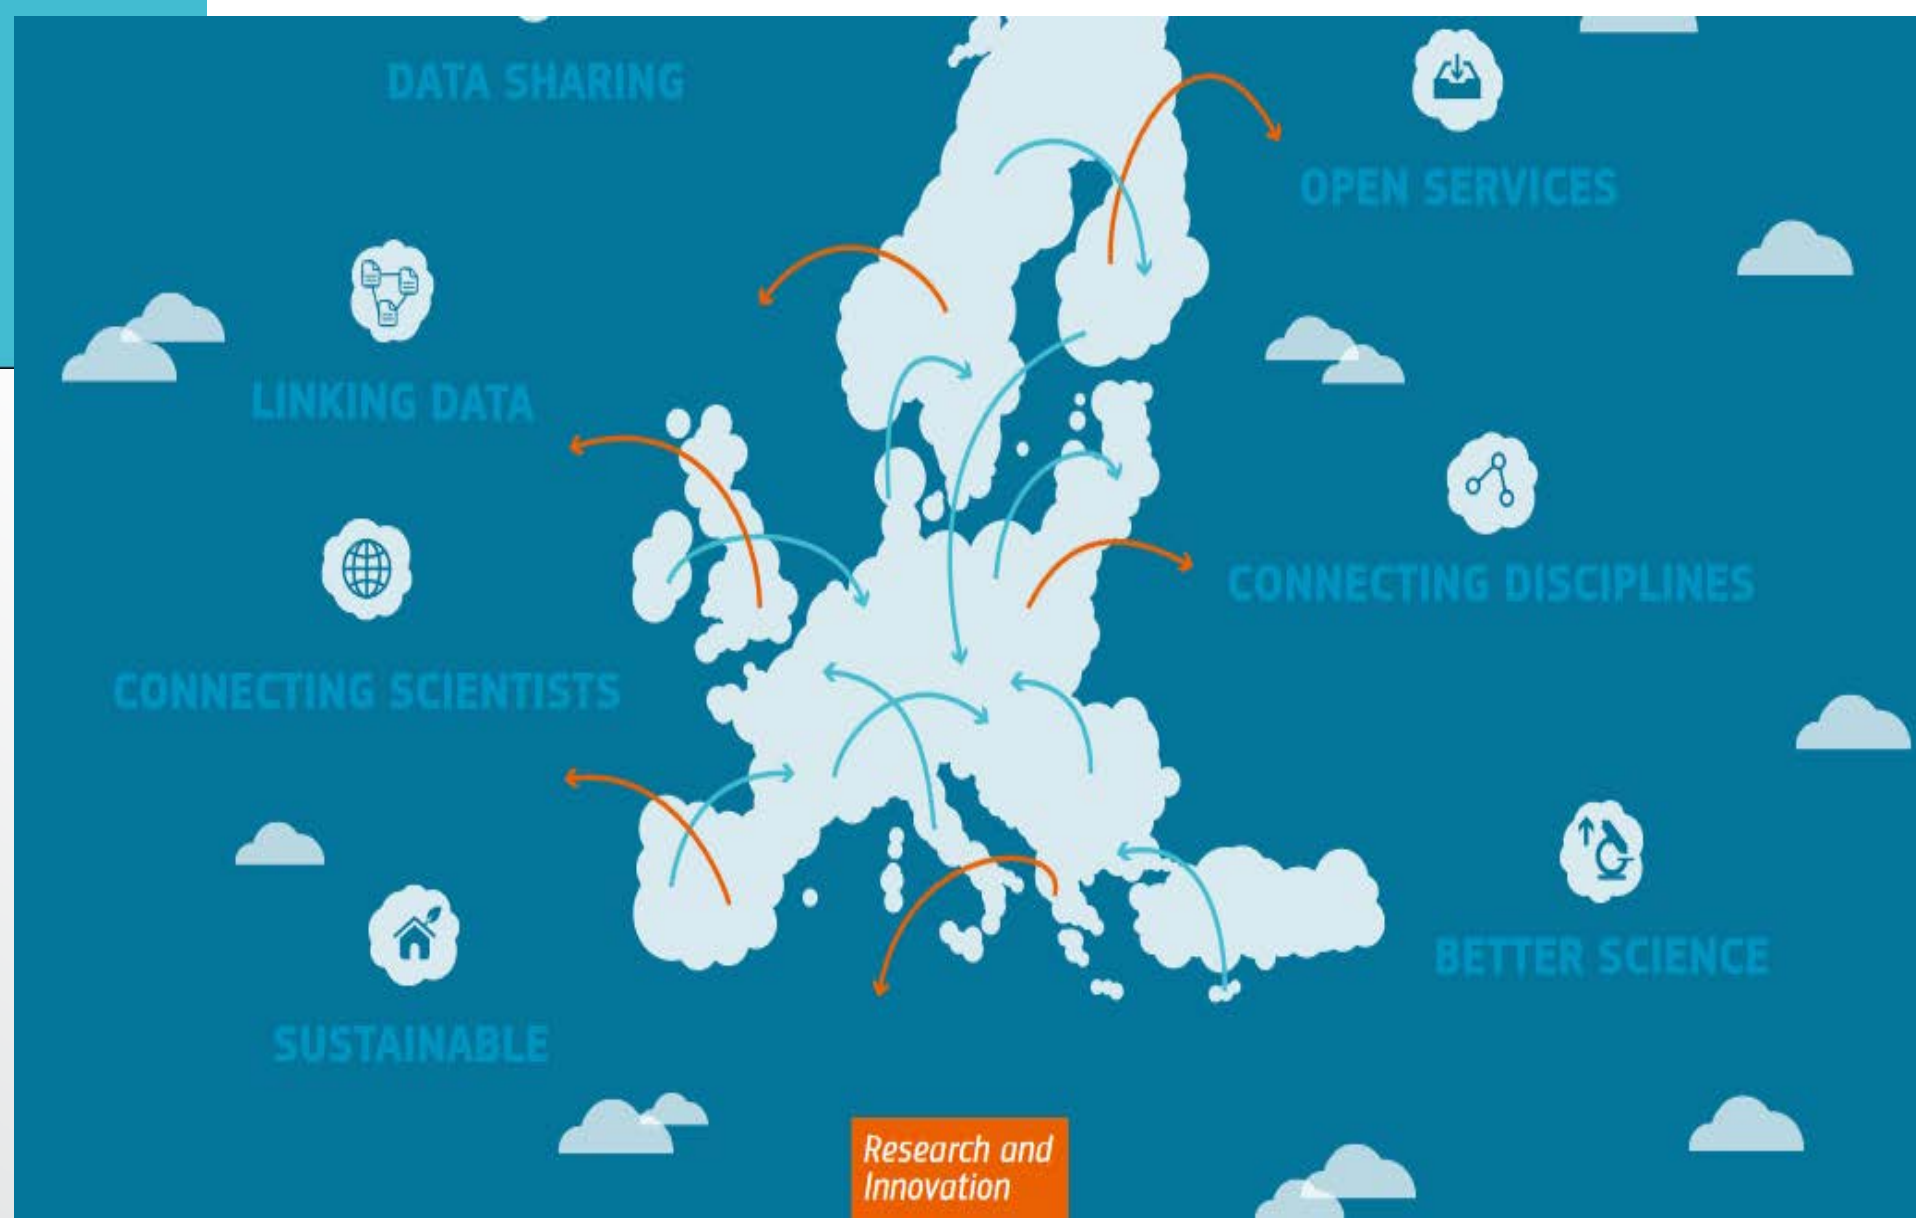 DATA SHARING
OPEN SERVICES
LINKING DATA
CONNECTING DISCIPLINES
CONNECTING SCIENTISTS
BETTER SCIENCE
SUSTAINABLE
Research and
Innovation